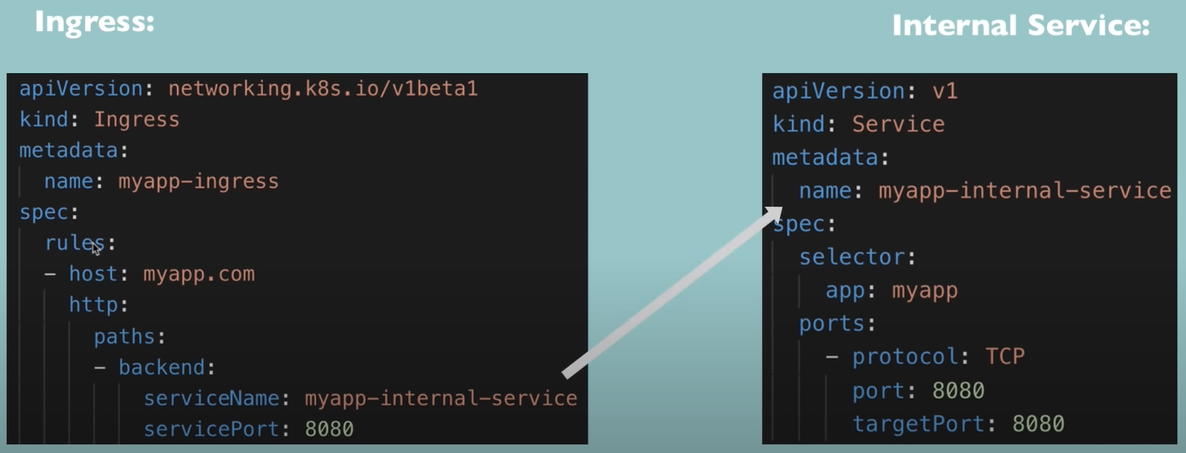 Ingress:
apiVersion: networking.k8s.io/v1beta1
kind: Ingress
metadata:
name: myapp-ingress
spec:
rules:
- host: myapp.com
http:
paths:
- backend:
serviceName: myapp-internal-service
servicePort: 8080
Internal Service:
apiVersion: v1
kind: Service
metadata:
name: myapp-internal-service
spec:
selector:
app: myapp
ports:
- protocol: TCP
port: 8080
targetPort: 8080